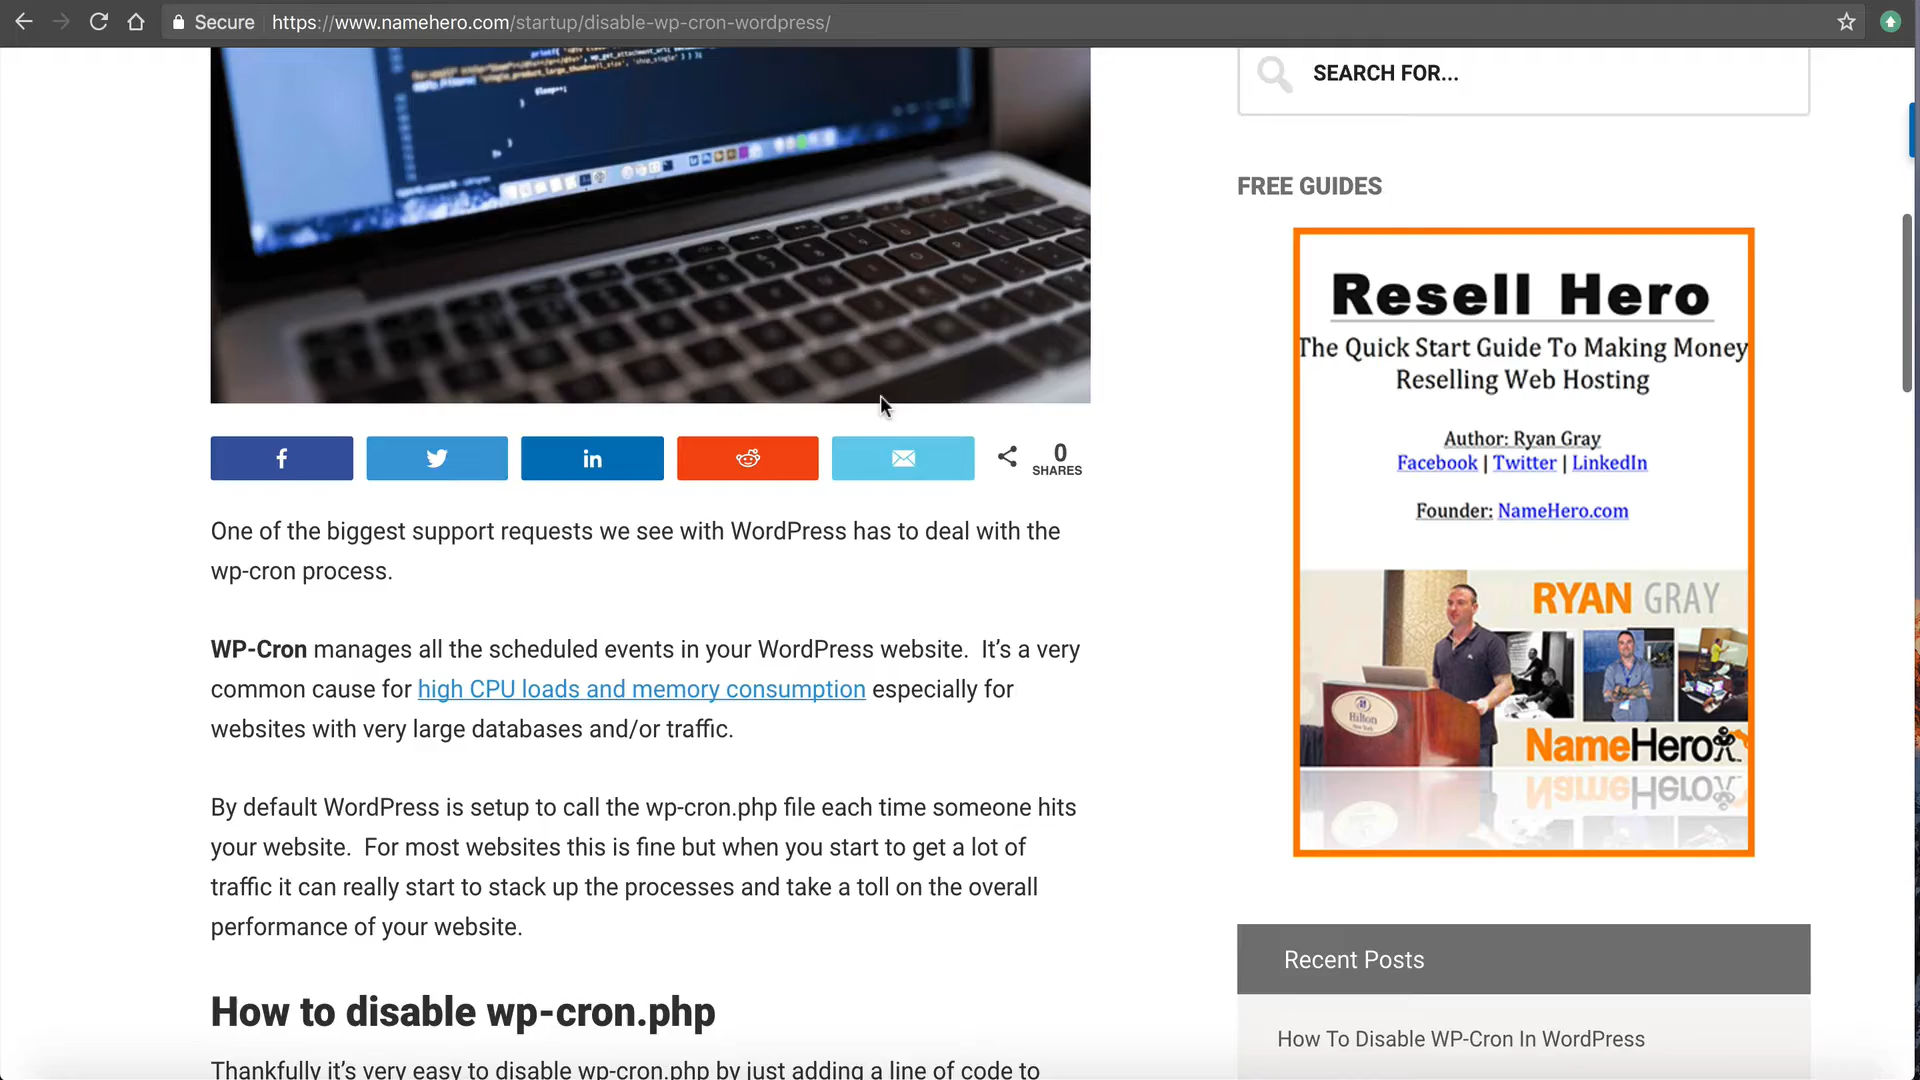 Secure
https://www.namehero.com/startup/disable-wp-cron-wordpress/
SEARCH FOR...
FREE GUIDES
Resell Hero
The Quick Start Guide To Making Money
Reselling Web Hosting
Author: Ryan Gray
Facebook | Twitter | LinkedIn
Founder: NameHero.com
RYAN GRAY
Hilton
NameHero
0
SHARES
One of the biggest support requests we see with WordPress has to deal with the
wp-cron process.
WP-Cron manages all the scheduled events in your WordPress website.  It’s a very
common cause for high CPU loads and memory consumption especially for
websites with very large databases and/or traffic.
By default WordPress is setup to call the wp-cron.php file each time someone hits
your website.  For most websites this is fine but when you start to get a lot of
traffic it can really start to stack up the processes and take a toll on the overall
performance of your website.
How to disable wp-cron.php
Thankfully it’s very easy to disable wp-cron.php by just adding a line of code to
Recent Posts
How To Disable WP-Cron In WordPress